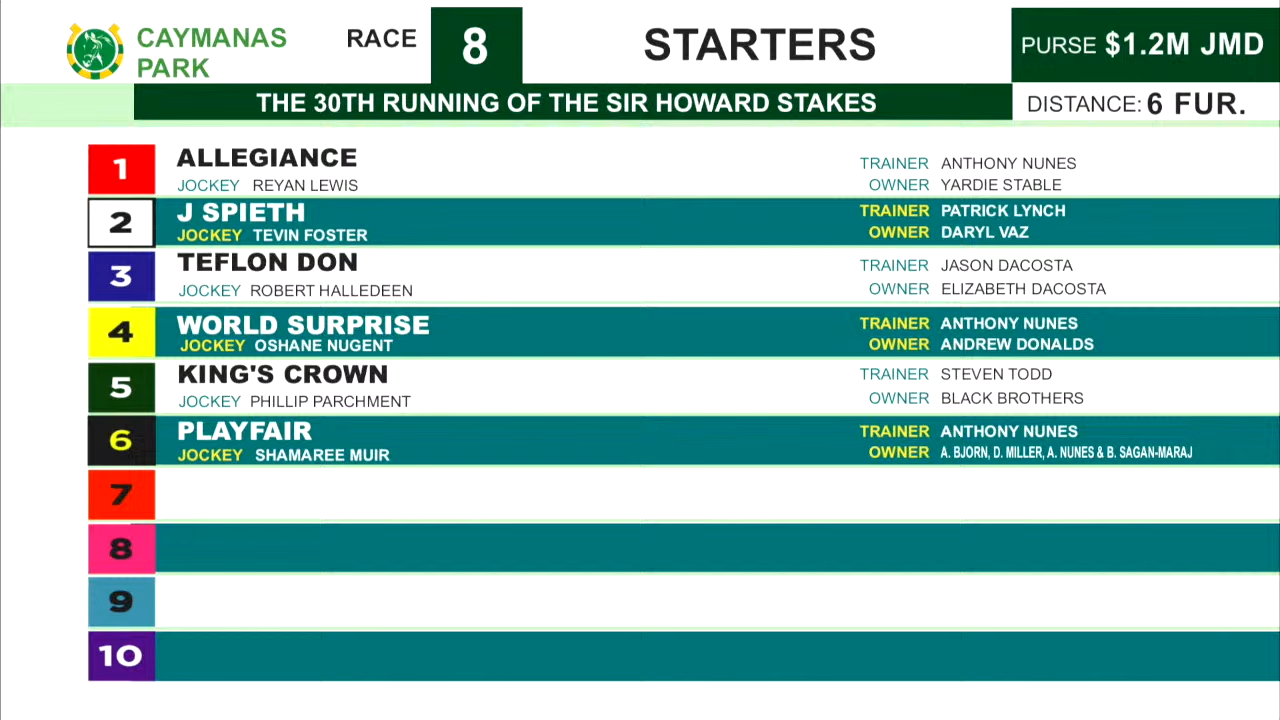 CAYMANAS PARK
RACE 8 STARTERS
PURSE $1.2M JMD
THE 30TH RUNNING OF THE SIR HOWARD STAKES
DISTANCE: 6 FUR.
1 ALLEGIANCE
JOCKEY REYAN LEWIS
TRAINER ANTHONY NUNES
OWNER YARDIE STABLE
2 J SPIETH
JOCKEY TEVIN FOSTER
TRAINER PATRICK LYNCH
OWNER DARYL VAZ
3 TEFLON DON
JOCKEY ROBERT HALLEDEEN
TRAINER JASON DACOSTA
OWNER ELIZABETH DACOSTA
4 WORLD SURPRISE
JOCKEY OSHANE NUGENT
TRAINER ANTHONY NUNES
OWNER ANDREW DONALDS
5 KING'S CROWN
JOCKEY PHILLIP PARCHMENT
TRAINER STEVEN TODD
OWNER BLACK BROTHERS
6 PLAYFAIR
JOCKEY SHAMAREE MUIR
TRAINER ANTHONY NUNES
OWNER A. BJORN, D. MILLER, A. NUNES & B. SAGAN-MARAJ
7
8
9
10